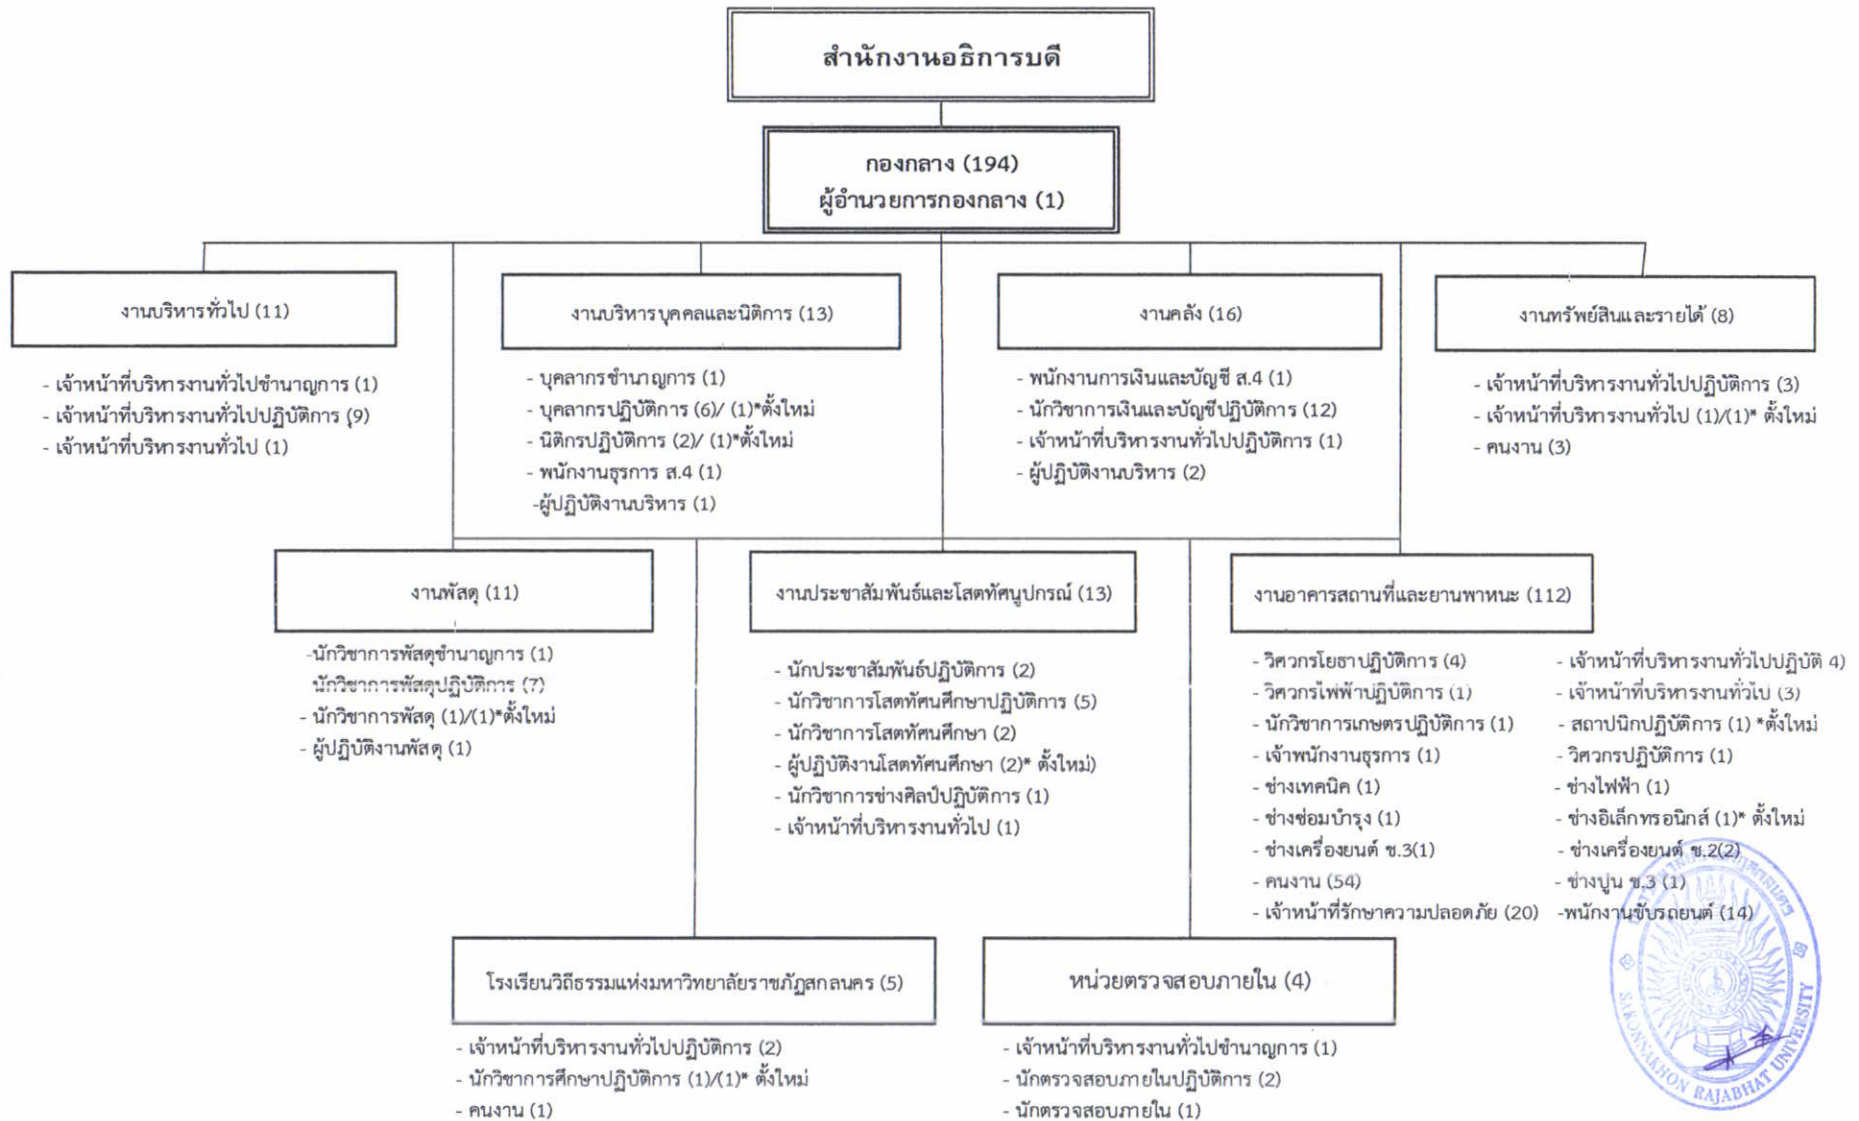 สำนักงานอธิการบดี
กองกลาง (194)
ผู้อำนวยการกองกลาง (1)
งานบริหารทั่วไป (11)
- เจ้าหน้าที่บริหารงานทั่วไปชำนาญการ (1)
- เจ้าหน้าที่บริหารงานทั่วไปปฏิบัติการ (9)
- เจ้าหน้าที่บริหารงานทั่วไป (1)
งานบริหารบุคคลและนิติการ (13)
- บุคลากรชำนาญการ (1)
- บุคลากรปฏิบัติการ (6)/ (1)*ตั้งใหม่
- นิติกรปฏิบัติการ (2)/ (1)*ตั้งใหม่
- พนักงานธุรการ ส.4 (1)
-ผู้ปฏิบัติงานบริหาร (1)
งานคลัง (16)
- พนักงานการเงินและบัญชี ส.4 (1)
- นักวิชาการเงินและบัญชีปฏิบัติการ (12)
- เจ้าหน้าที่บริหารงานทั่วไปปฏิบัติการ (1)
- ผู้ปฏิบัติงานบริหาร (2)
งานทรัพย์สินและรายได้ (8)
- เจ้าหน้าที่บริหารงานทั่วไปปฏิบัติการ (3)
- เจ้าหน้าที่บริหารงานทั่วไป (1)/(1)* ตั้งใหม่
- คนงาน (3)
งานพัสดุ (11)
-นักวิชาการพัสดุชำนาญการ (1)
นักวิชาการพัสดุปฏิบัติการ (7)
- นักวิชาการพัสดุ (1)/(1)*ตั้งใหม่
- ผู้ปฏิบัติงานพัสดุ (1)
งานประชาสัมพันธ์และโสตทัศนูปกรณ์ (13)
- นักประชาสัมพันธ์ปฏิบัติการ (2)
- นักวิชาการโสตทัศนศึกษาปฏิบัติการ (5)
- นักวิชาการโสตทัศนศึกษา (2)
- ผู้ปฏิบัติงานโสตทัศนศึกษา (2)* ตั้งใหม่)
- นักวิชาการช่างศิลป์ปฏิบัติการ (1)
- เจ้าหน้าที่บริหารงานทั่วไป (1)
งานอาคารสถานที่และยานพาหนะ (112)
- วิศวกรโยธาปฏิบัติการ (4)
- วิศวกรไฟฟ้าปฏิบัติการ (1)
- นักวิชาการเกษตรปฏิบัติการ (1)
- เจ้าพนักงานธุรการ (1)
- ช่างเทคนิค (1)
- ช่างซ่อมบำรุง (1)
- ช่างเครื่องยนต์ ช.3(1)
- คนงาน (54)
- เจ้าหน้าที่รักษาความปลอดภัย (20)
- เจ้าหน้าที่บริหารงานทั่วไปปฏิบัติ 4)
- เจ้าหน้าที่บริหารงานทั่วไป (3)
- สถาปนิกปฏิบัติการ (1) *ตั้งใหม่
- วิศวกรปฏิบัติการ (1)
- ช่างไฟฟ้า (1)
- ช่างอิเล็กทรอนิกส์ (1)* ตั้งใหม่
- ช่างเครื่องยนต์ ช.2(2)
- ช่างปูน ช.3 (1)
-พนักงานขับรถยนต์ (14)
โรงเรียนวิถีธรรมแห่งมหาวิทยาลัยราชภัฏสกลนคร (5)
- เจ้าหน้าที่บริหารงานทั่วไปปฏิบัติการ (2)
- นักวิชาการศึกษาปฏิบัติการ (1)/(1)* ตั้งใหม่
- คนงาน (1)
หน่วยตรวจสอบภายใน (4)
- เจ้าหน้าที่บริหารงานทั่วไปชำนาญการ (1)
- นักตรวจสอบภายในปฏิบัติการ (2)
- นักตรวจสอบภายใน (1)
SAKONNAKHON RAJABHAT UNIVERSITY